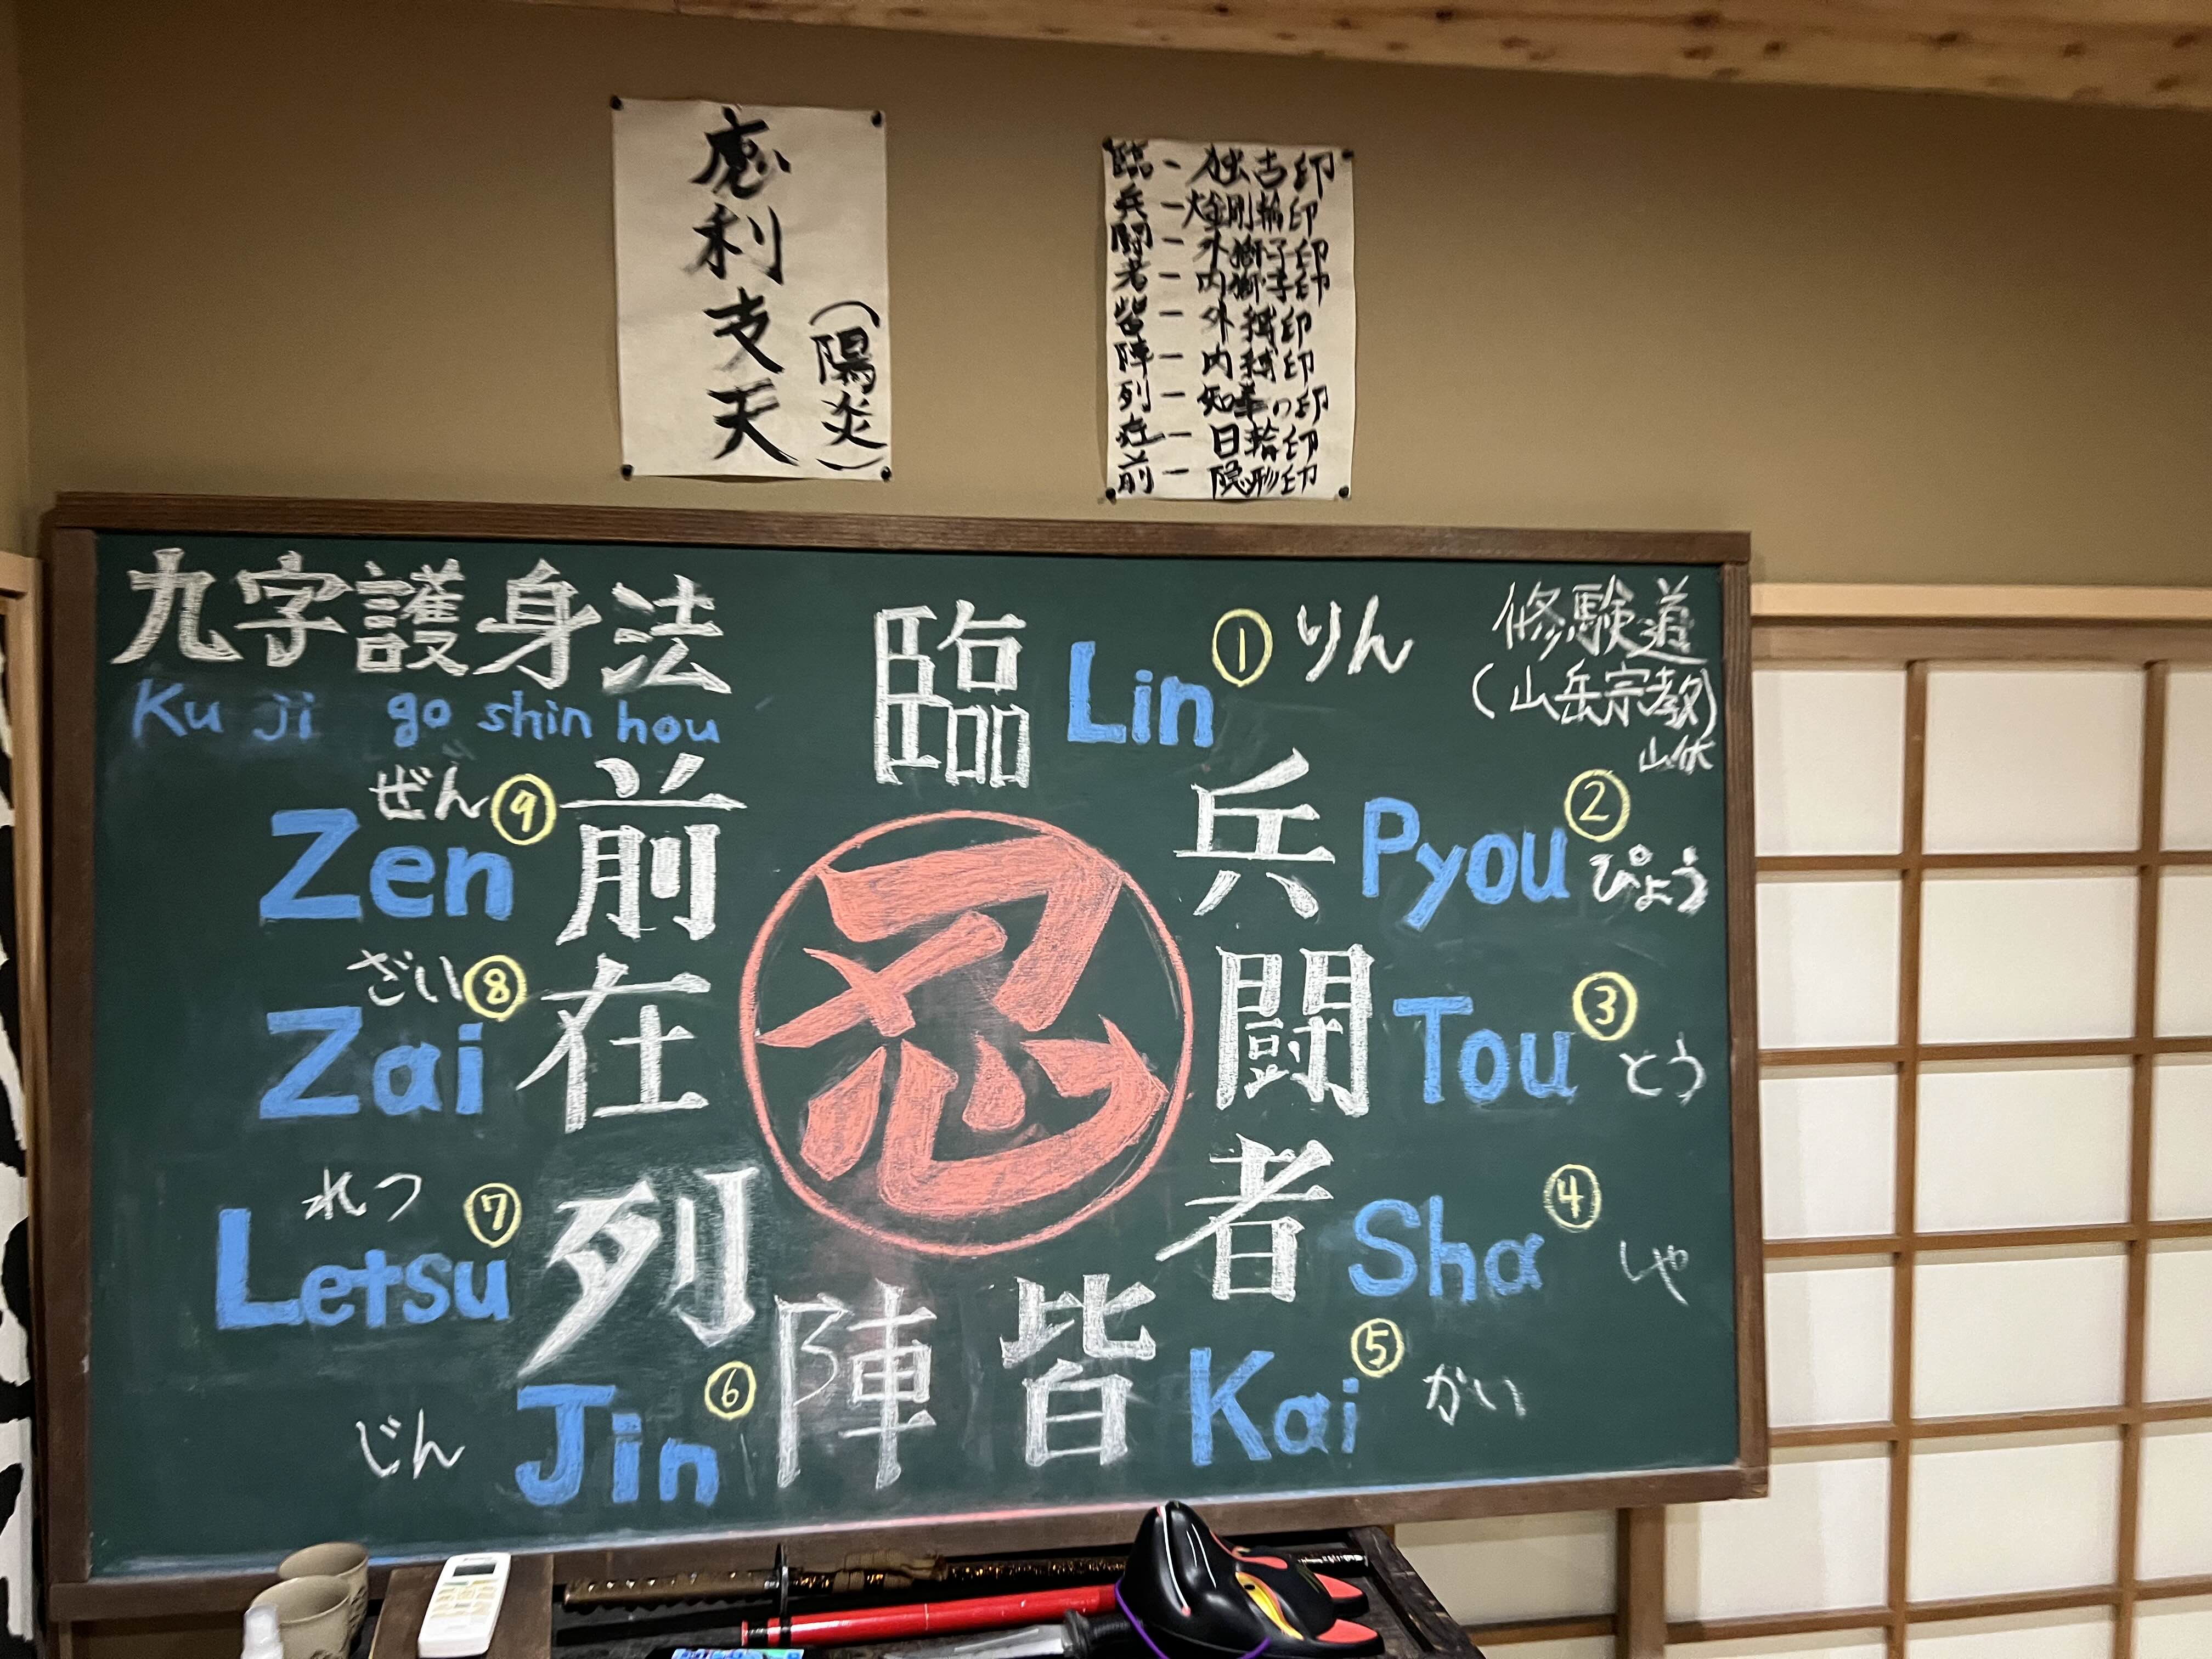 摩利支天
(陽炎)
臨 - 独古印
兵 - 大金剛輪印
闘 - 外獅子印
者 - 内獅子印
皆 - 外縛印
陣 - 内縛印
列 - 知拳の印
在 - 日輪印
前 - 隠形印
九字護身法
Ku ji go shin hou
修験道
(山岳宗教)
山伏
臨 Lin ① りん
兵 Pyou ② ぴょう
闘 Tou ③ とう
者 Sha ④ しゃ
皆 Kai ⑤ かい
陣 Jin ⑥ じん
列 Letsu ⑦ れつ
在 Zai ⑧ ざい
前 Zen ⑨ ぜん
忍